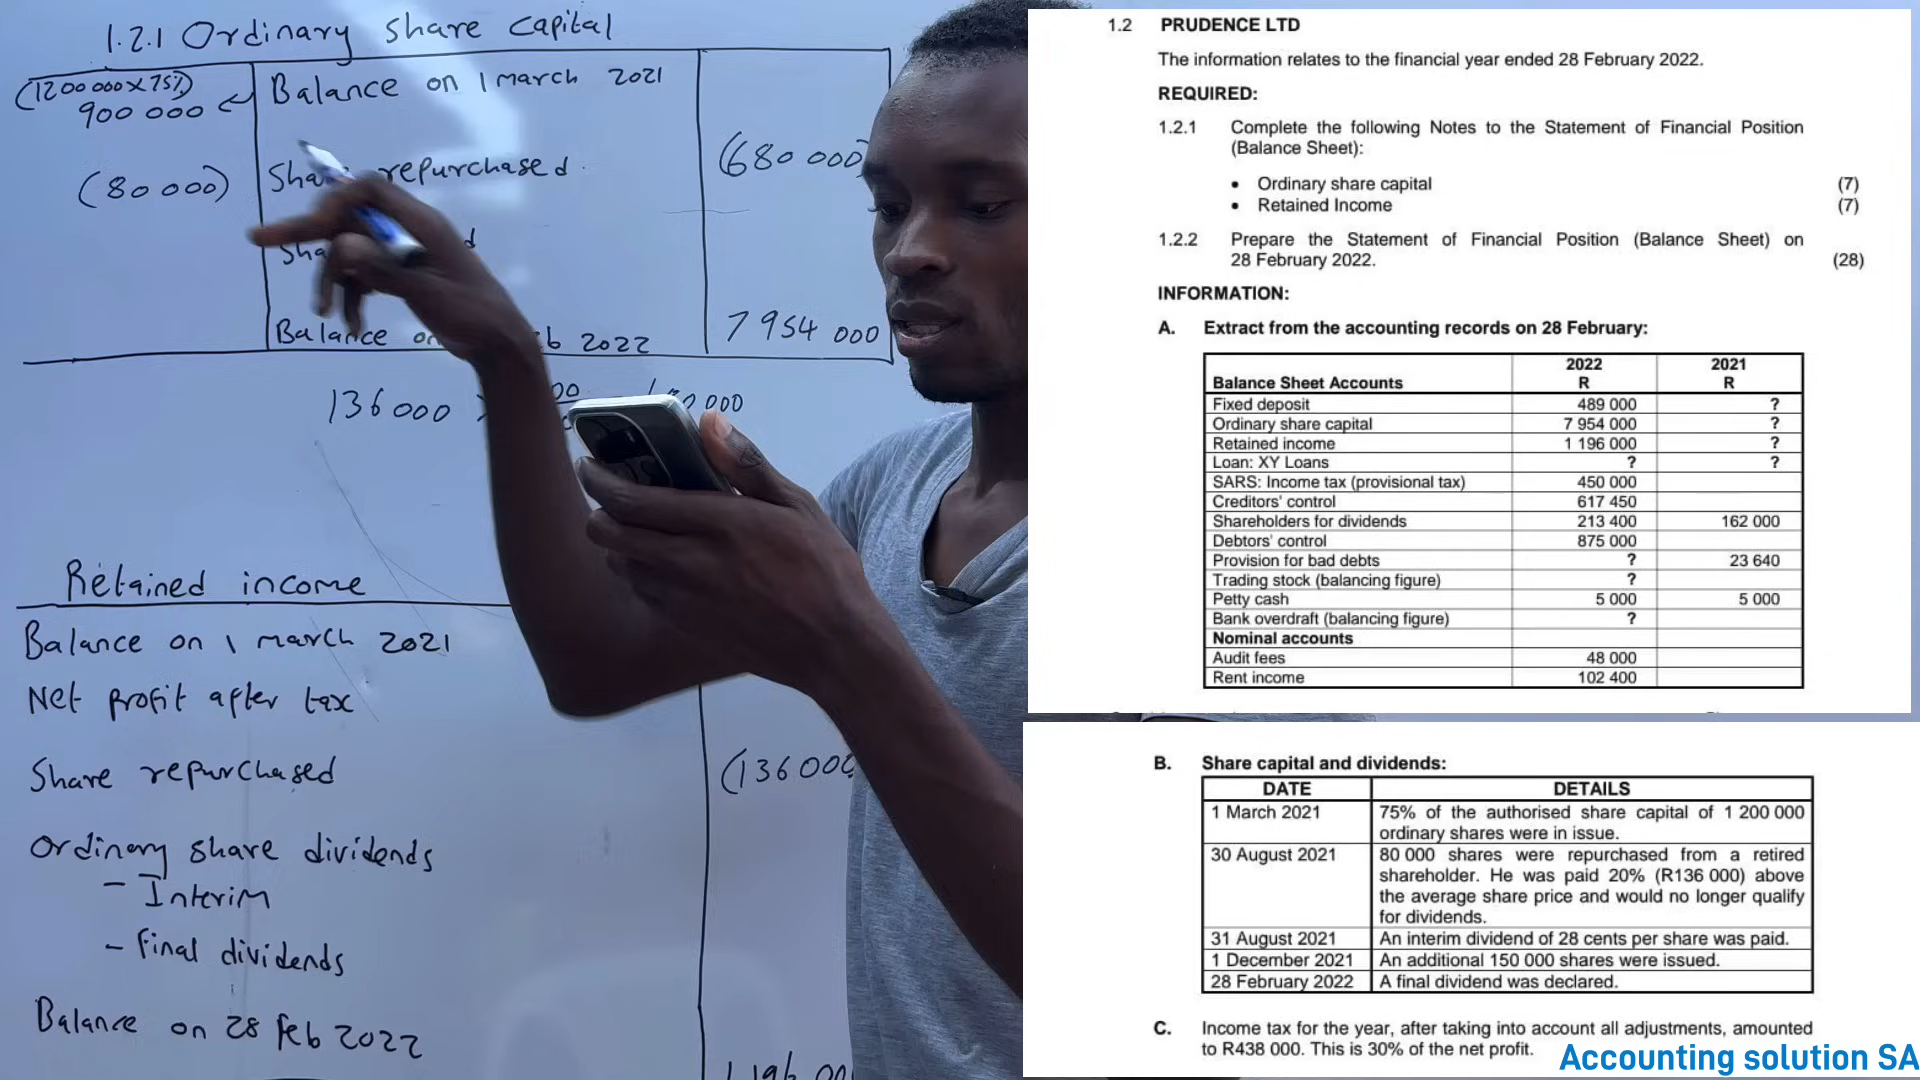 1.2.1 Ordinary share capital
(1200 000 x 75%)
900 000
Balance on 1 march 2021
(80 000)
repurchased
(680 000)
Balance
2022
7 954 000
136 000
000
Retained income
Balance on 1 march 2021
Net profit after tax
Share repurchased
(136 000
Ordinary share dividends
- Interim
- Final dividends
Balance on 28 feb 2022
1.2 PRUDENCE LTD
The information relates to the financial year ended 28 February 2022.
REQUIRED:
1.2.1 Complete the following Notes to the Statement of Financial Position
(Balance Sheet):
• Ordinary share capital (7)
• Retained Income (7)
1.2.2 Prepare the Statement of Financial Position (Balance Sheet) on
28 February 2022. (28)
INFORMATION:
A. Extract from the accounting records on 28 February:
Balance Sheet Accounts 2022 R 2021 R
Fixed deposit 489 000 ?
Ordinary share capital 7 954 000 ?
Retained income 1 196 000 ?
Loan: XY Loans ? ?
SARS: Income tax (provisional tax) 450 000
Creditors' control 617 450
Shareholders for dividends 213 400 162 000
Debtors' control 875 000
Provision for bad debts ? 23 640
Trading stock (balancing figure) ?
Petty cash 5 000 5 000
Bank overdraft (balancing figure) ?
Nominal accounts
Audit fees 48 000
Rent income 102 400
B. Share capital and dividends:
DATE DETAILS
1 March 2021 75% of the authorised share capital of 1 200 000
ordinary shares were in issue.
30 August 2021 80 000 shares were repurchased from a retired
shareholder. He was paid 20% (R136 000) above
the average share price and would no longer qualify
for dividends.
31 August 2021 An interim dividend of 28 cents per share was paid.
1 December 2021 An additional 150 000 shares were issued.
28 February 2022 A final dividend was declared.
C. Income tax for the year, after taking into account all adjustments, amounted
to R438 000. This is 30% of the net profit.
Accounting solution SA